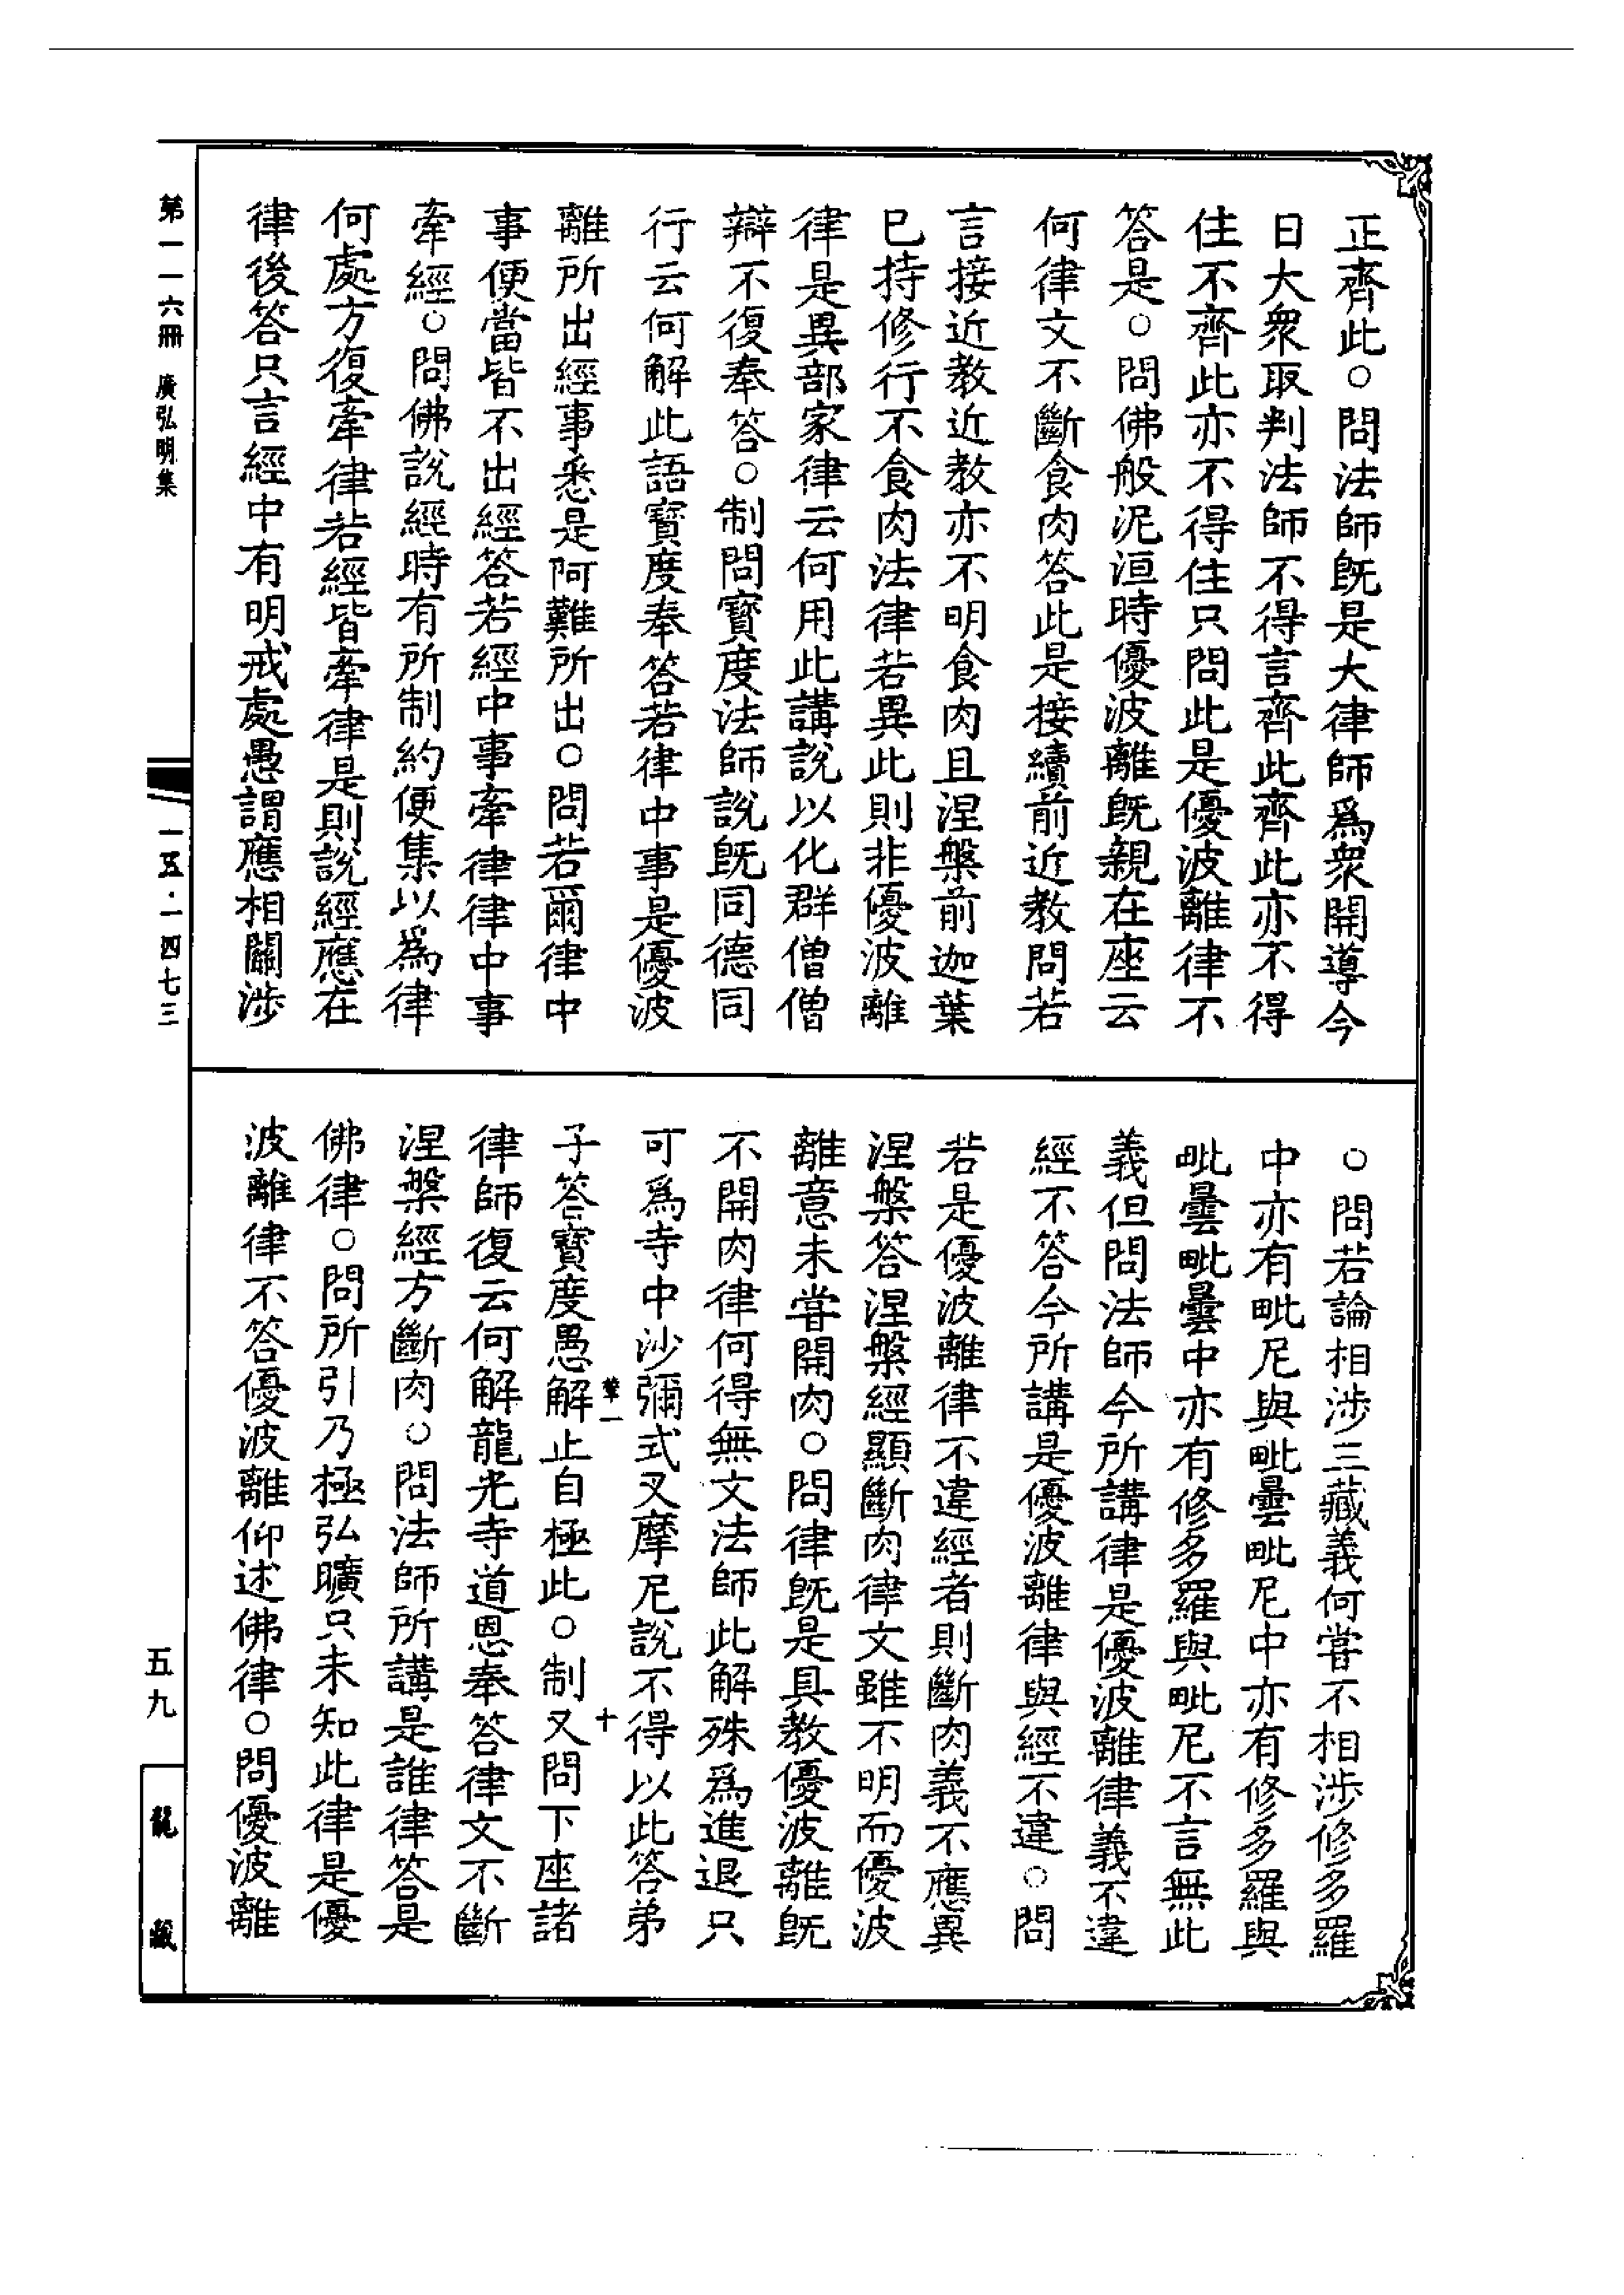 正齊此○問法師既是大律師爲衆開導今
日大衆取判法師不得言齊此齊此亦不得
住不齊此亦不得住只問此是優波離律不
答是○問佛般泥洹時優波離既親在座云
何律文不斷食肉答此是接續前近教問若
言接近教近教亦不明食肉且涅槃前迦葉
已持修行不食肉法律若異此則非優波離
律是異部家律云何用此講說以化群僧僧
辯不復奉答○制問寶度法師說既同德同
行云何解此語寶度奉答若律中事是優波
離所出經事悉是阿難所出○問若爾律中
事便當皆不出經答若經中事牽律律中事
牽經○問佛說經時有所制約便集以爲律
何處方復牽律若經皆牽律是則說經應在
律後答只言經中有明戒處愚謂應相關涉
○問若論相涉三藏義何甞不相涉修多羅
中亦有毗尼與毗曇毗尼中亦有修多羅與
毗曇毗曇中亦有修多羅與毗尼不言無此
義但問法師今所講律是優波離律義不違
經不答今所講是優波離律與經不違○問
若是優波離律不違經者則斷肉義不應異
涅槃答涅槃經顯斷肉律文雖不明而優波
離意未甞開肉○問律既是具教優波離既
不開肉律何得無文法師此解殊爲進退只
可爲寺中沙彌式叉摩尼說不得以此答弟
輦一 十
子答寶度愚解止自極此○制又問下座諸
律師復云何解龍光寺道恩奉答律文不斷
涅槃經方斷肉○問法師所講是誰律答是
佛律○問所引乃極弘曠只未知此律是優
波離律不答優波離仰述佛律○問優波離
第一一六冊 廣弘明集
一五·一四七三
五九
龍藏